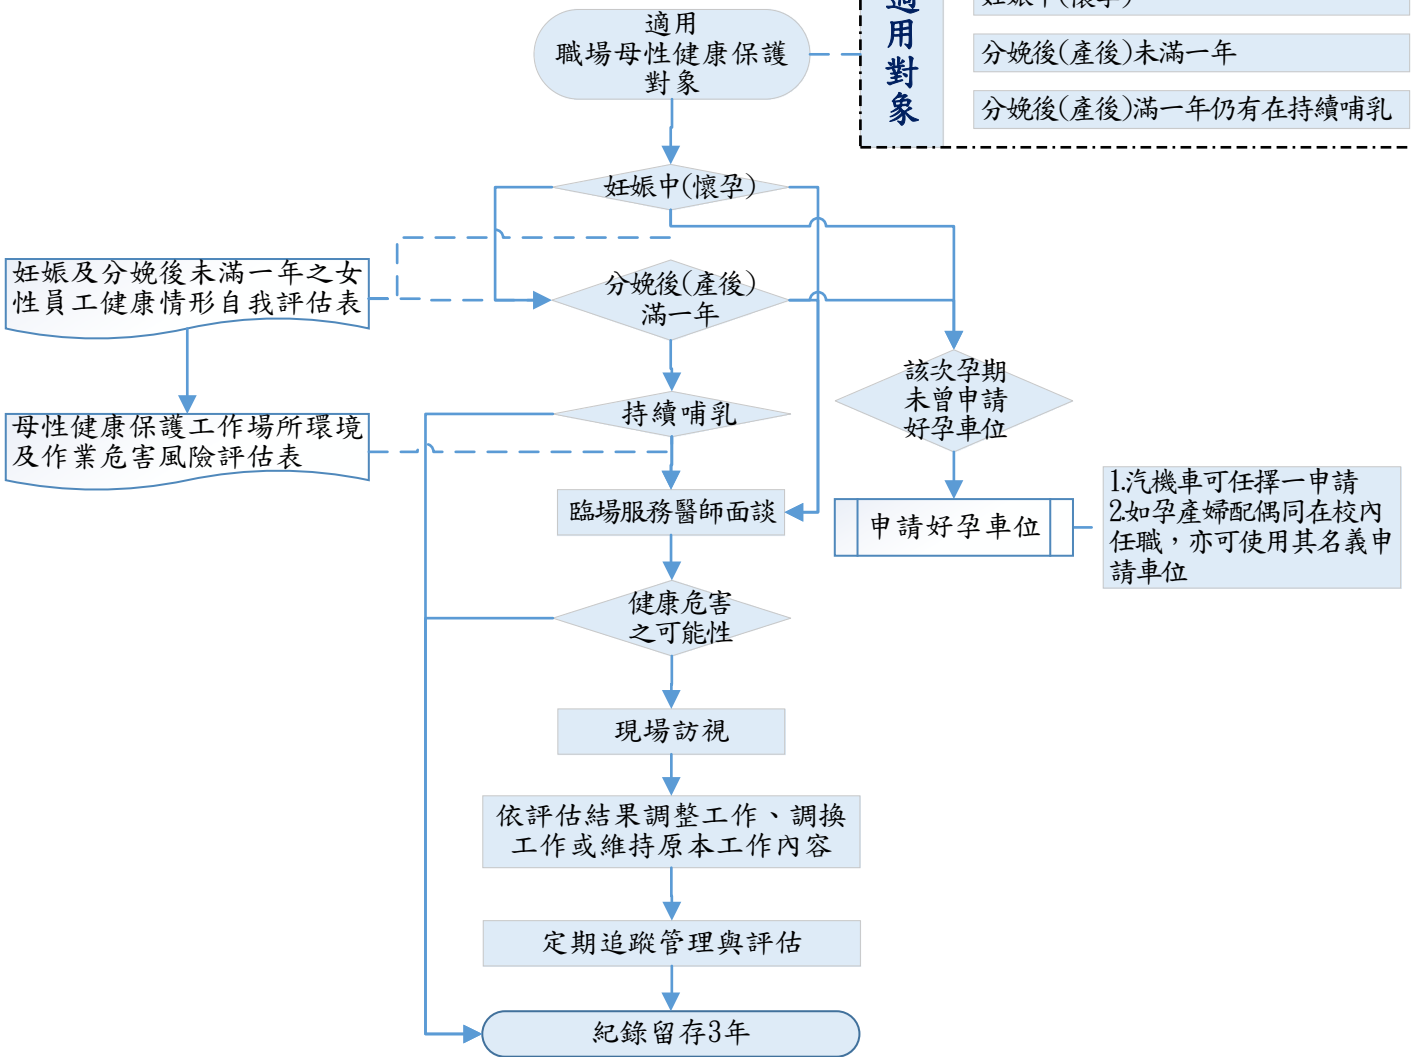 適用
職場母性健康保護
對象
適用對象
妊娠中(懷孕)
分娩後(產後)未滿一年
分娩後(產後)滿一年仍有在持續哺乳
妊娠中(懷孕)
妊娠及分娩後未滿一年之女
性員工健康情形自我評估表
分娩後(產後)
滿一年
該次孕期
未曾申請
好孕車位
持續哺乳
母性健康保護工作場所環境
及作業危害風險評估表
臨場服務醫師面談
申請好孕車位
1.汽機車可任擇一申請
2.如孕產婦配偶同在校內
任職，亦可使用其名義申
請車位
健康危害
之可能性
現場訪視
依評估結果調整工作、調換
工作或維持原本工作內容
定期追蹤管理與評估
紀錄留存3年